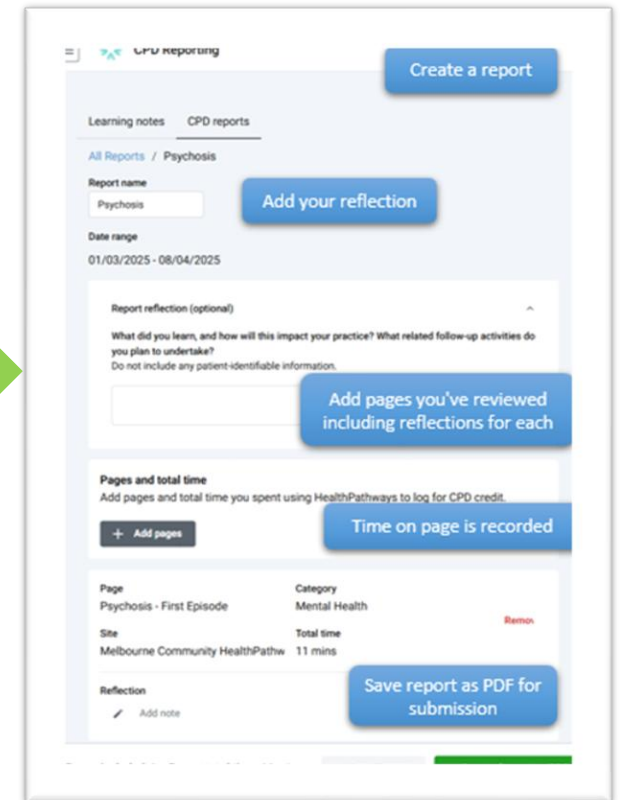 CPD Reporting
Create a report
Learning notes CPD reports
All Reports / Psychosis
Report name
Psychosis
Add your reflection
Date range
01/03/2025 - 08/04/2025
Report reflection (optional)
What did you learn, and how will this impact your practice? What related follow-up activities do
you plan to undertake?
Do not include any patient-identifiable information.
Add pages you've reviewed
including reflections for each
Pages and total time
Add pages and total time you spent using HealthPathways to log for CPD credit.
+ Add pages
Time on page is recorded
Page Category
Psychosis - First Episode Mental Health
Remov
Site Total time
Melbourne Community HealthPathw 11 mins
Save report as PDF for
submission
Reflection
Add note